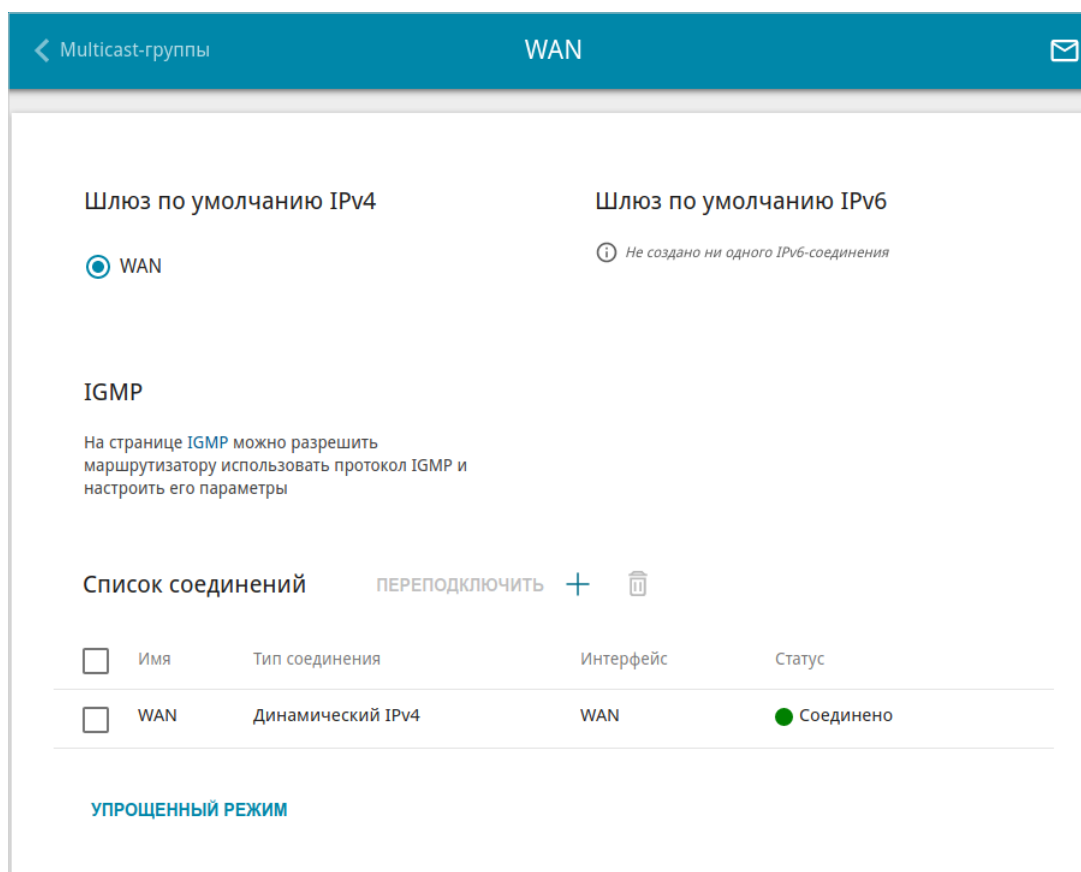 Multicast-группы
WAN
Шлюз по умолчанию IPv4
Шлюз по умолчанию IPv6
WAN
Не создано ни одного IPv6-соединения
IGMP
На странице IGMP можно разрешить
маршрутизатору использовать протокол IGMP и
настроить его параметры
Список соединений
ПЕРЕПОДКЛЮЧИТЬ
Имя Тип соединения Интерфейс Статус
WAN Динамический IPv4 WAN Соединено
УПРОЩЕННЫЙ РЕЖИМ